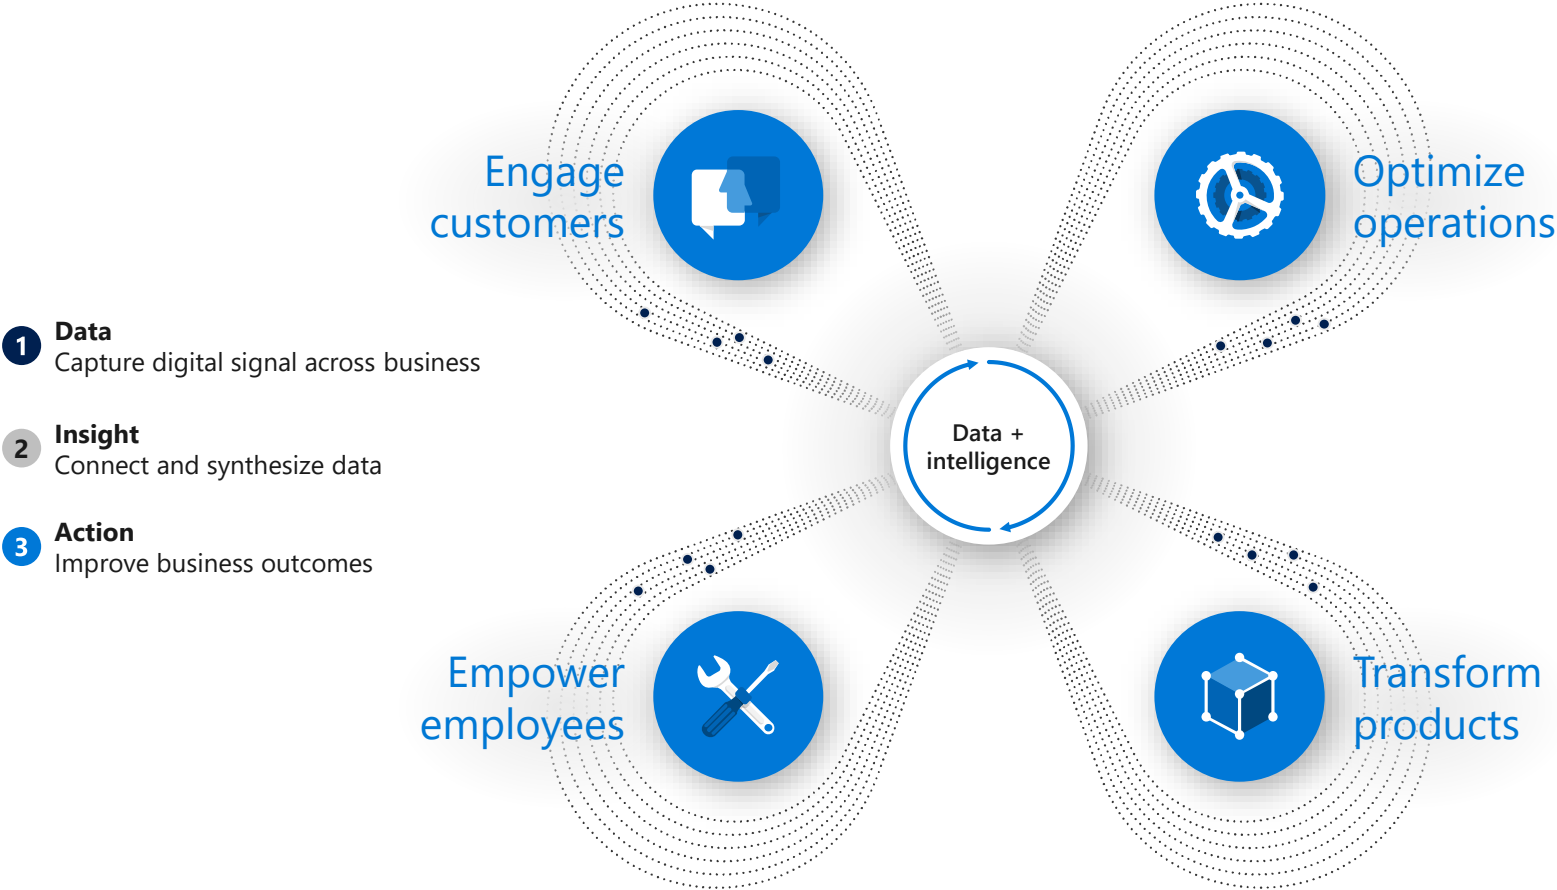 Engage
customers
Optimize
operations
1
Data
Capture digital signal across business
2
Insight
Connect and synthesize data
3
Action
Improve business outcomes
Data +
intelligence
Empower
employees
Transform
products